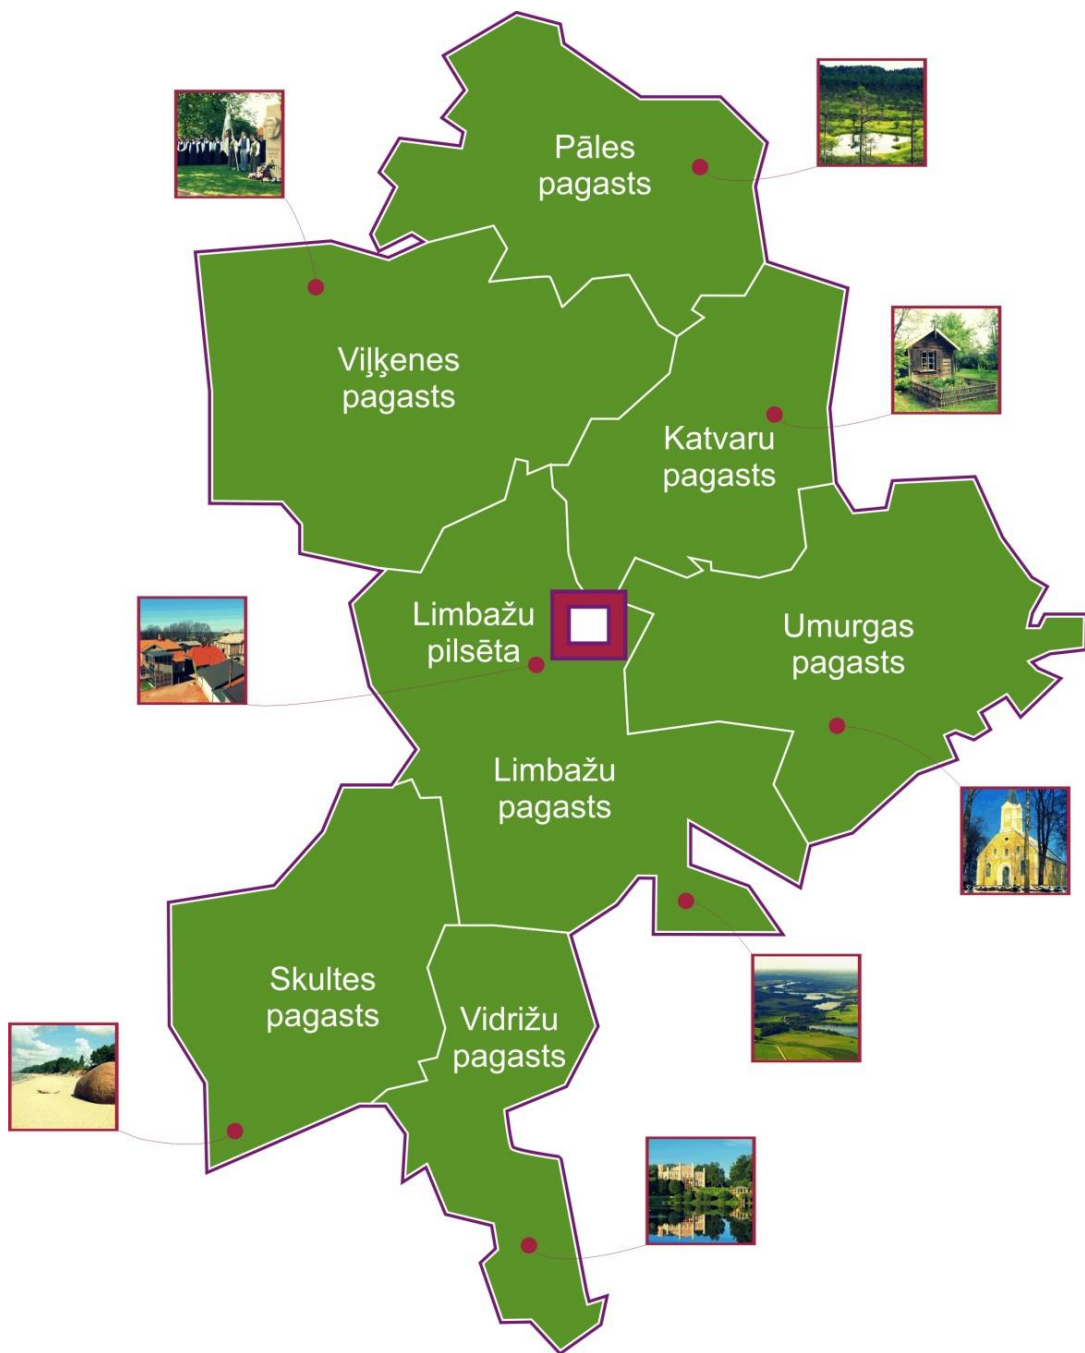 Pāles
pagasts
Viļķenes
pagasts
Katvaru
pagasts
Limbažu
pilsēta
Umurgas
pagasts
Limbažu
pagasts
Skultes
pagasts
Vidrižu
pagasts